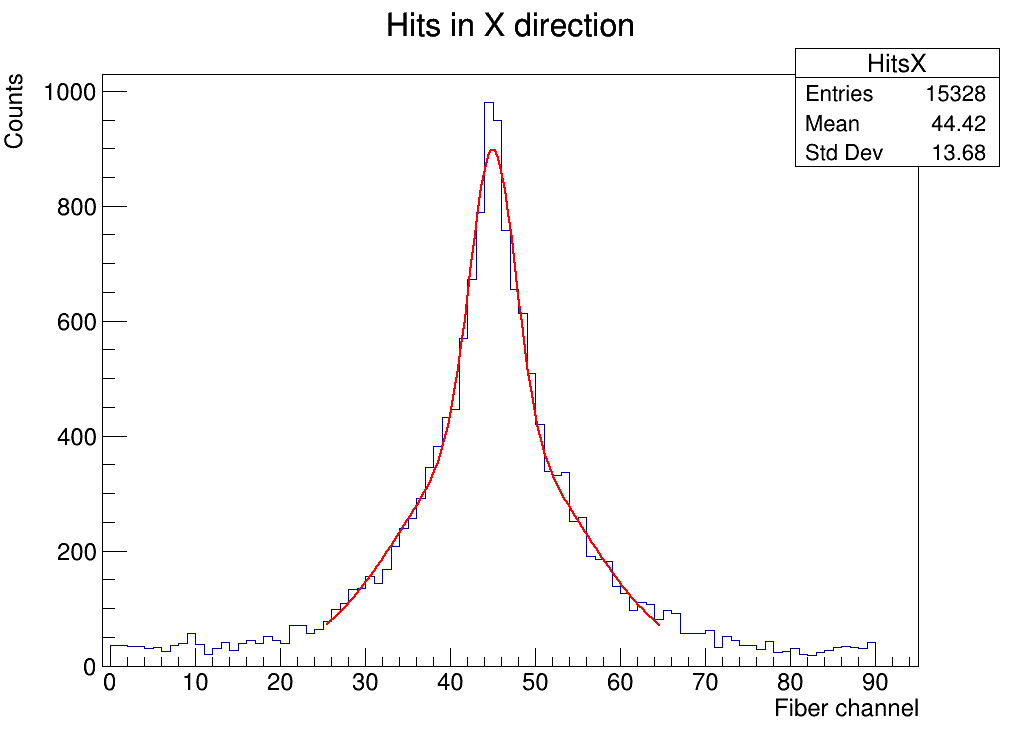 Hits in X direction
HitsX
Entries 15328
Mean 44.42
Std Dev 13.68
Counts
1000
800
600
400
200
0
0 10 20 30 40 50 60 70 80 90
Fiber channel